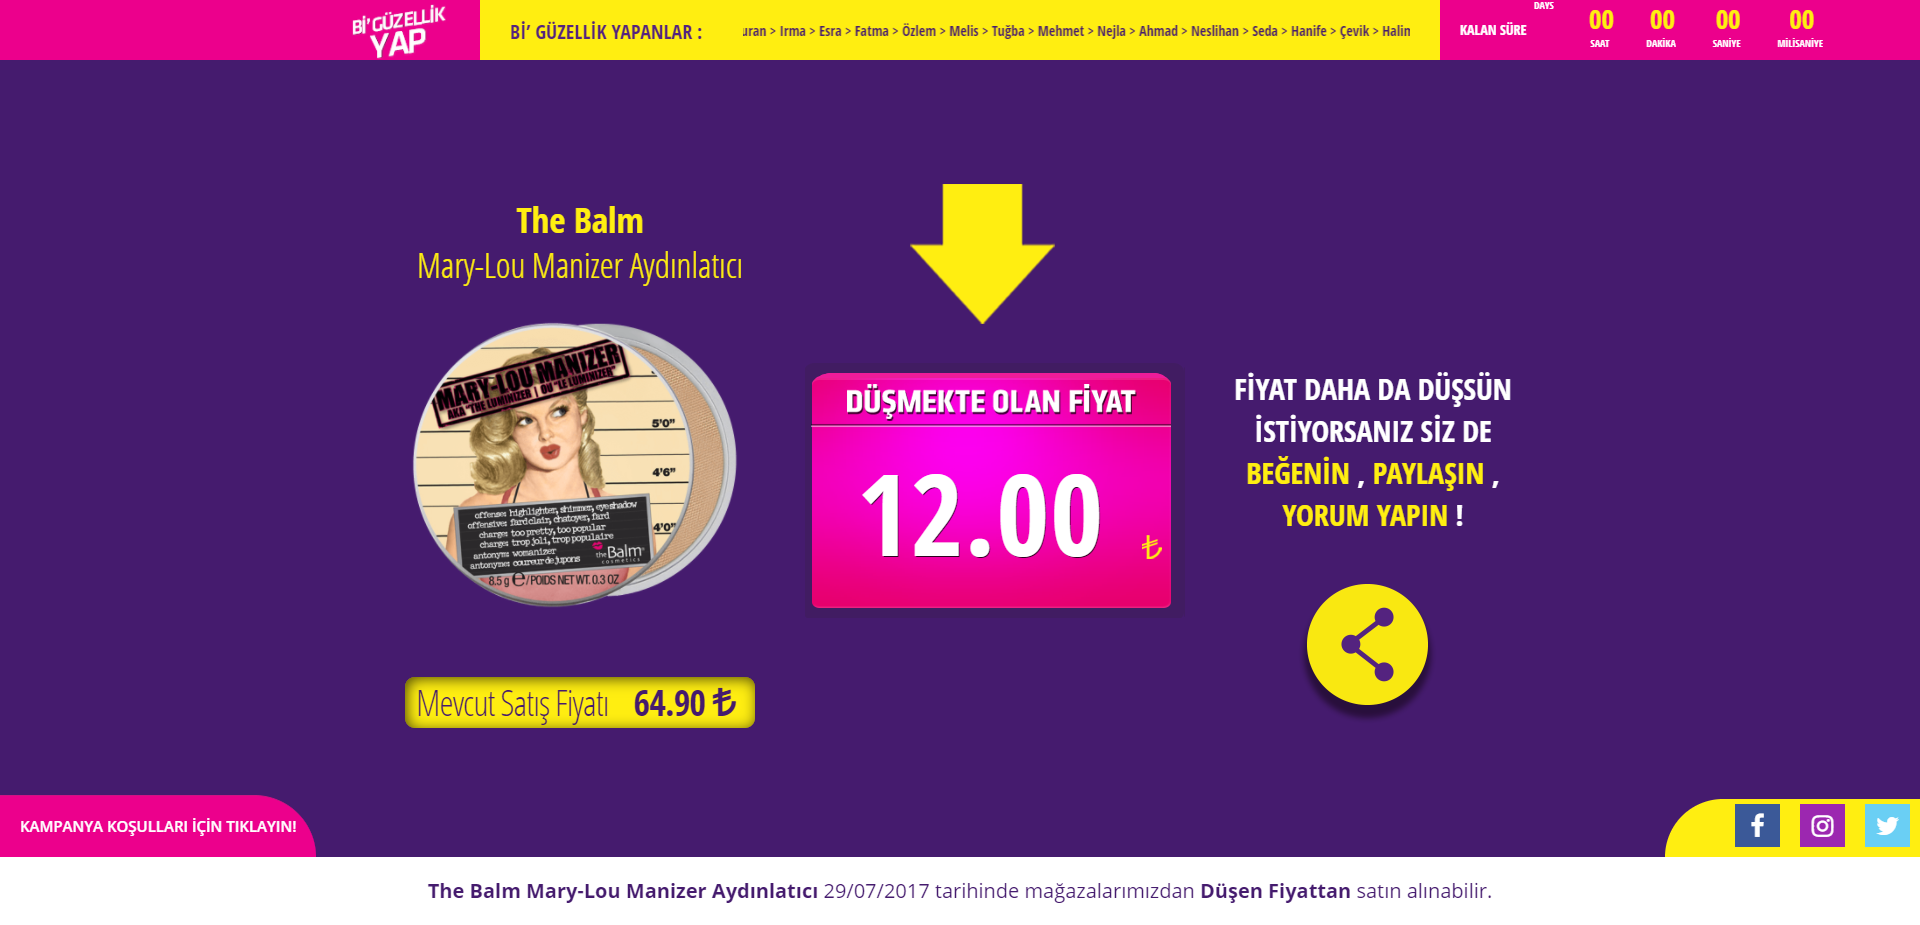 Bİ' GÜZELLİK
YAP
Bİ’ GÜZELLİK YAPANLAR :
uran > Irma > Esra > Fatma > Özlem > Melis > Tuğba > Mehmet > Nejla > Ahmad > Neslihan > Seda > Hanife > Çevik > Halin
KALAN SÜRE
DAYS
00 00 00 00
SAAT DAKİKA SANİYE MİLİSANİYE
The Balm
Mary-Lou Manizer Aydınlatıcı
MARY-LOU MANIZER
AKA "THE LUMINIZER" | OU "LE LUMINIZER"
5'0"
4'6"
4'0"
offense: highlighter, shimmer, eyeshadow
offensive: fard clair, chatoyer, fard
charge: too pretty, too popular
charge: trop joli, trop populaire
antonym: womanizer
antonyme: coureur de jupons
theBalm®
cosmetics
8.5 g e/POIDS NET WT. 0.3 OZ
Mevcut Satış Fiyatı 64.90 ₺
DÜŞMEKTE OLAN FİYAT
12.00 ₺
FİYAT DAHA DA DÜŞSÜN
İSTİYORSANIZ SİZ DE
BEĞENİN , PAYLAŞIN ,
YORUM YAPIN !
KAMPANYA KOŞULLARI İÇİN TIKLAYIN!
The Balm Mary-Lou Manizer Aydınlatıcı 29/07/2017 tarihinde mağazalarımızdan Düşen Fiyattan satın alınabilir.